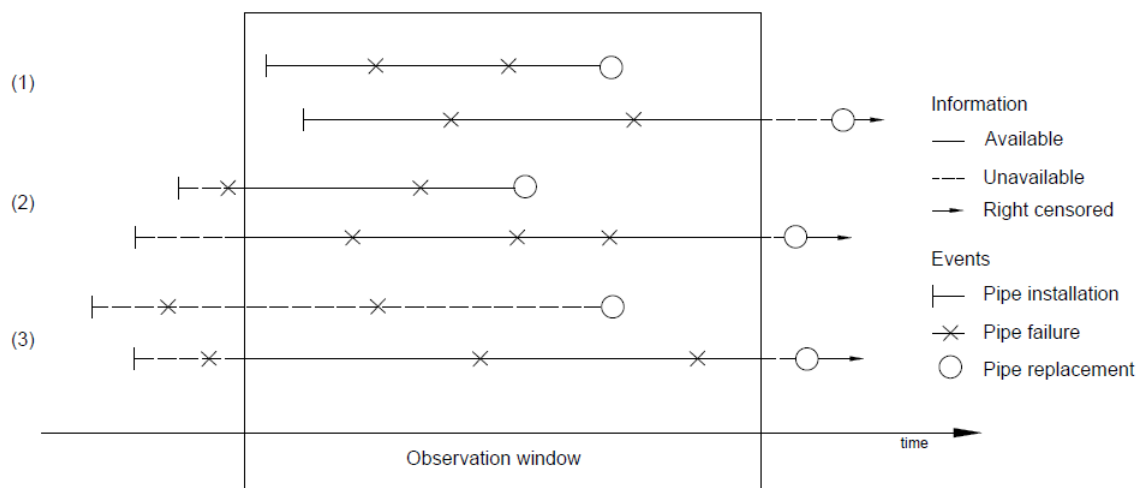 (1)
(2)
(3)
Information
Available
Unavailable
Right censored
Events
Pipe installation
Pipe failure
Pipe replacement
time
Observation window